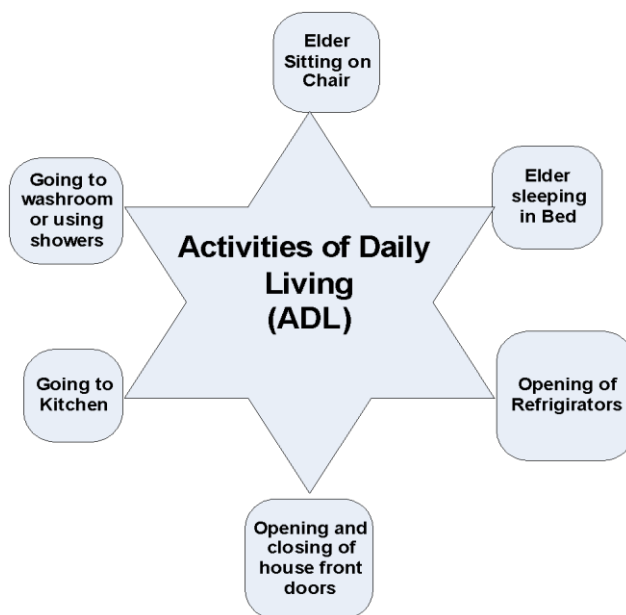 Elder
Sitting on
Chair
Going to
washroom
or using
showers
Elder
sleeping
in Bed
Activities of Daily
Living
(ADL)
Going to
Kitchen
Opening of
Refrigirators
Opening and
closing of
house front
doors